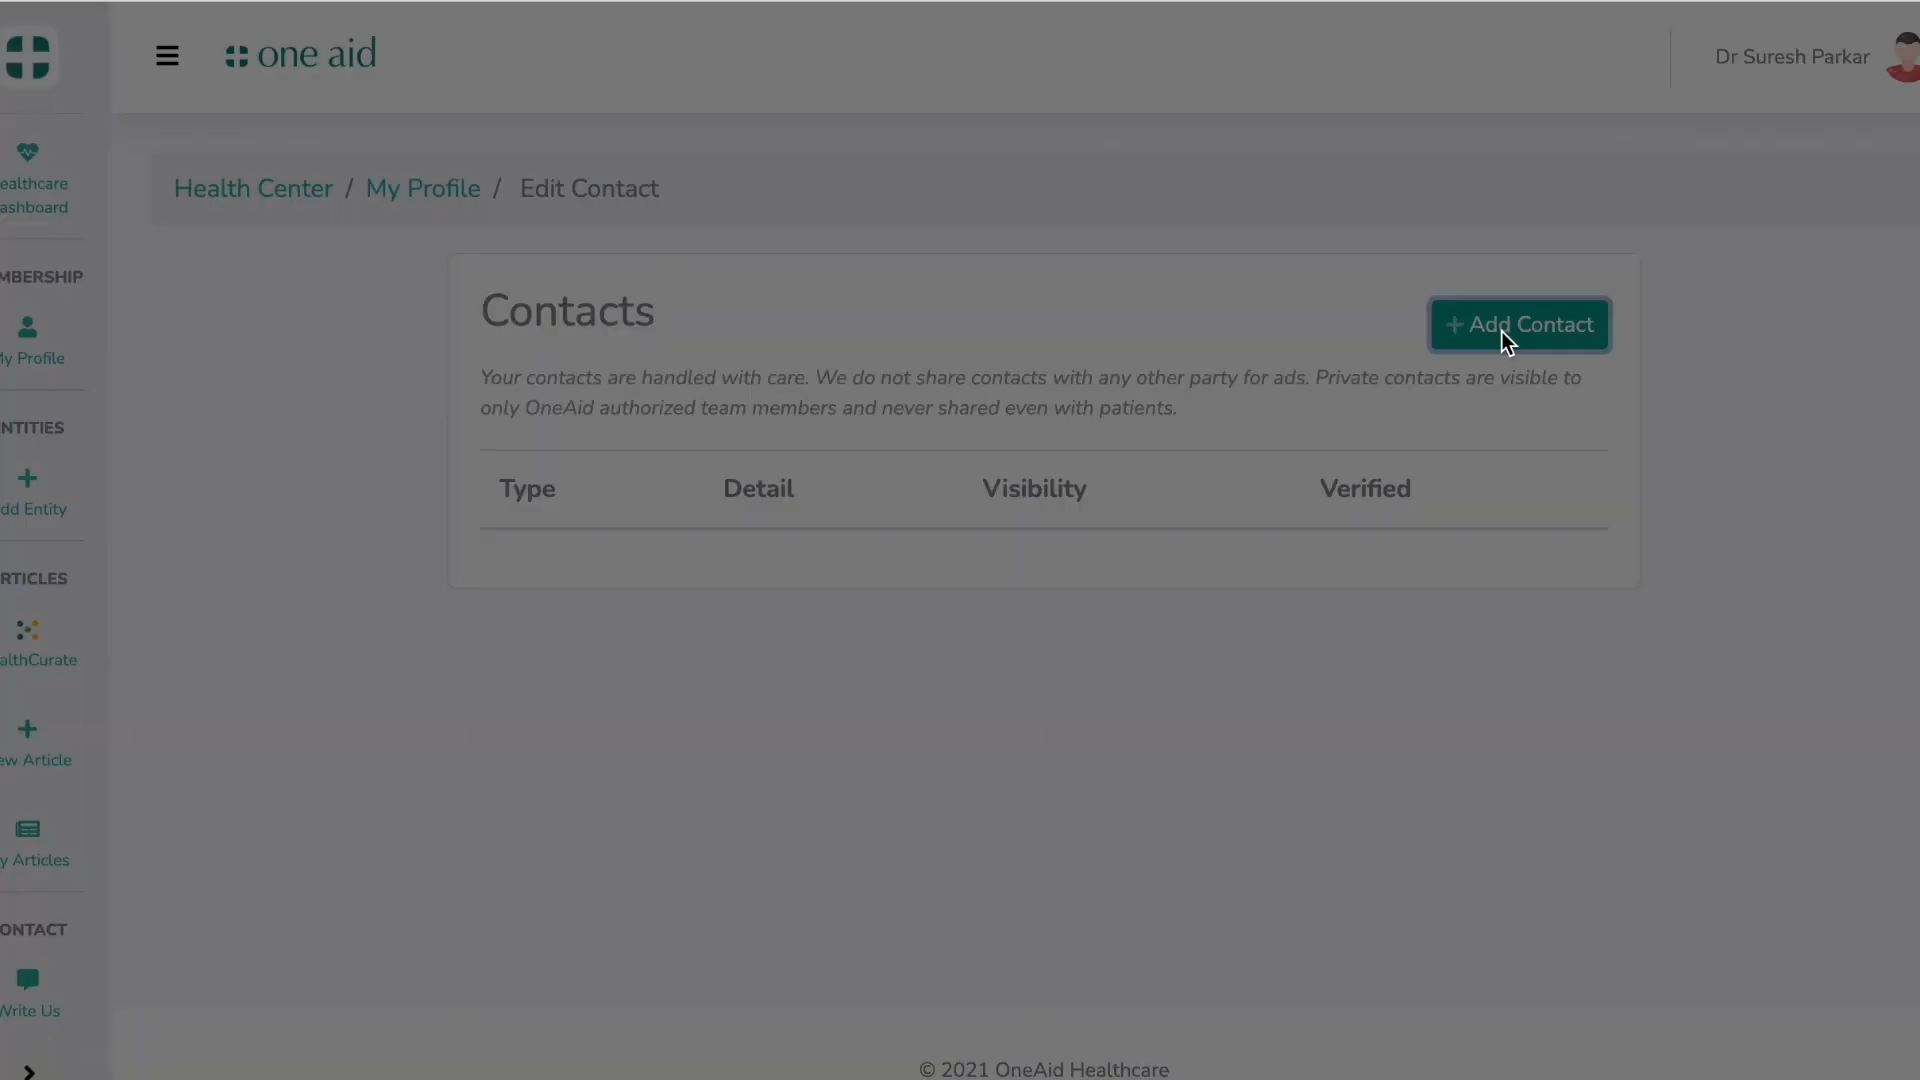 one aid
Dr Suresh Parkar
ealthcare
ashboard
MBERSHIP
My Profile
NTITIES
dd Entity
RTICLES
althCurate
ew Article
y Articles
ONTACT
Write Us
Health Center / My Profile / Edit Contact
Contacts
+ Add Contact
Your contacts are handled with care. We do not share contacts with any other party for ads. Private contacts are visible to
only OneAid authorized team members and never shared even with patients.
Type Detail Visibility Verified
© 2021 OneAid Healthcare